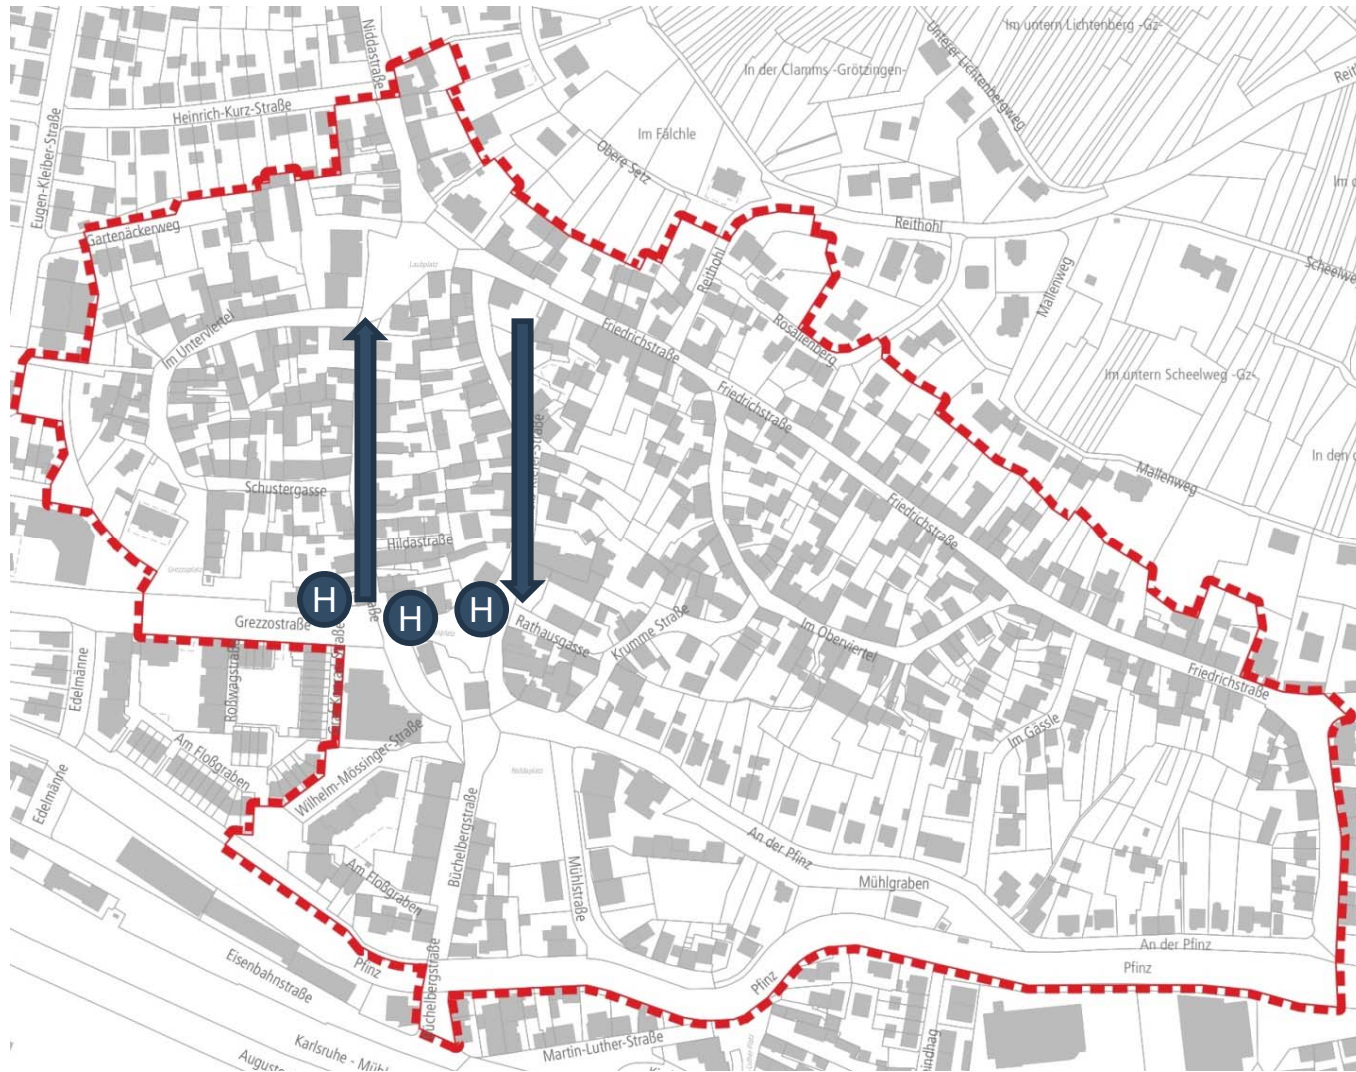 Im untern Lichtenberg -Gz-
Niddastraße
Unterer Lichtenbergweg
In der Clamms -Grötzingen-
Heinrich-Kurz-Straße
Im Fälchle
Eugen-Kleiber-Straße
Obere Setz
Gartenäckerweg
Reithohl
Laubplatz
Reithohl
Mallenweg
Im Unterviertel
Friedrichstraße
Rosalienberg
Im untern Scheelweg -Gz-
Friedrichstraße
Mallenweg
Schustergasse
Friedrichstraße
Hildastraße
H
H
H
Grezzostraße
Rathausgasse
Krumme Straße
Im Oberviertel
Edelmänne
Roßwagstraße
Friedrichstraße
Am Floßgraben
Wilhelm-Mössinger-Straße
Im Gässle
Niddaplatz
Edelmänne
Büchelbergstraße
An der Pfinz
Am Floßgraben
Mühlstraße
Mühlgraben
An der Pfinz
Eisenbahnstraße
Pfinz
Pfinz
Pfinz
Büchelbergstraße
Martin-Luther-Straße